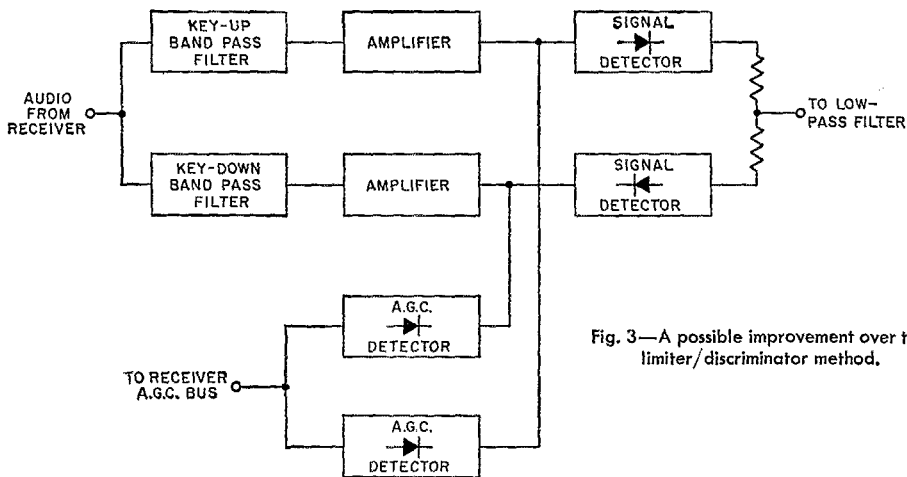 KEY-UP
BAND PASS
FILTER
AMPLIFIER
SIGNAL
DETECTOR
AUDIO
FROM
RECEIVER
TO LOW-
PASS FILTER
KEY-DOWN
BAND PASS
FILTER
AMPLIFIER
SIGNAL
DETECTOR
A.G.C.
DETECTOR
Fig. 3—A possible improvement over t
limiter/discriminator method.
TO RECEIVER
A.G.C. BUS
A.G.C.
DETECTOR